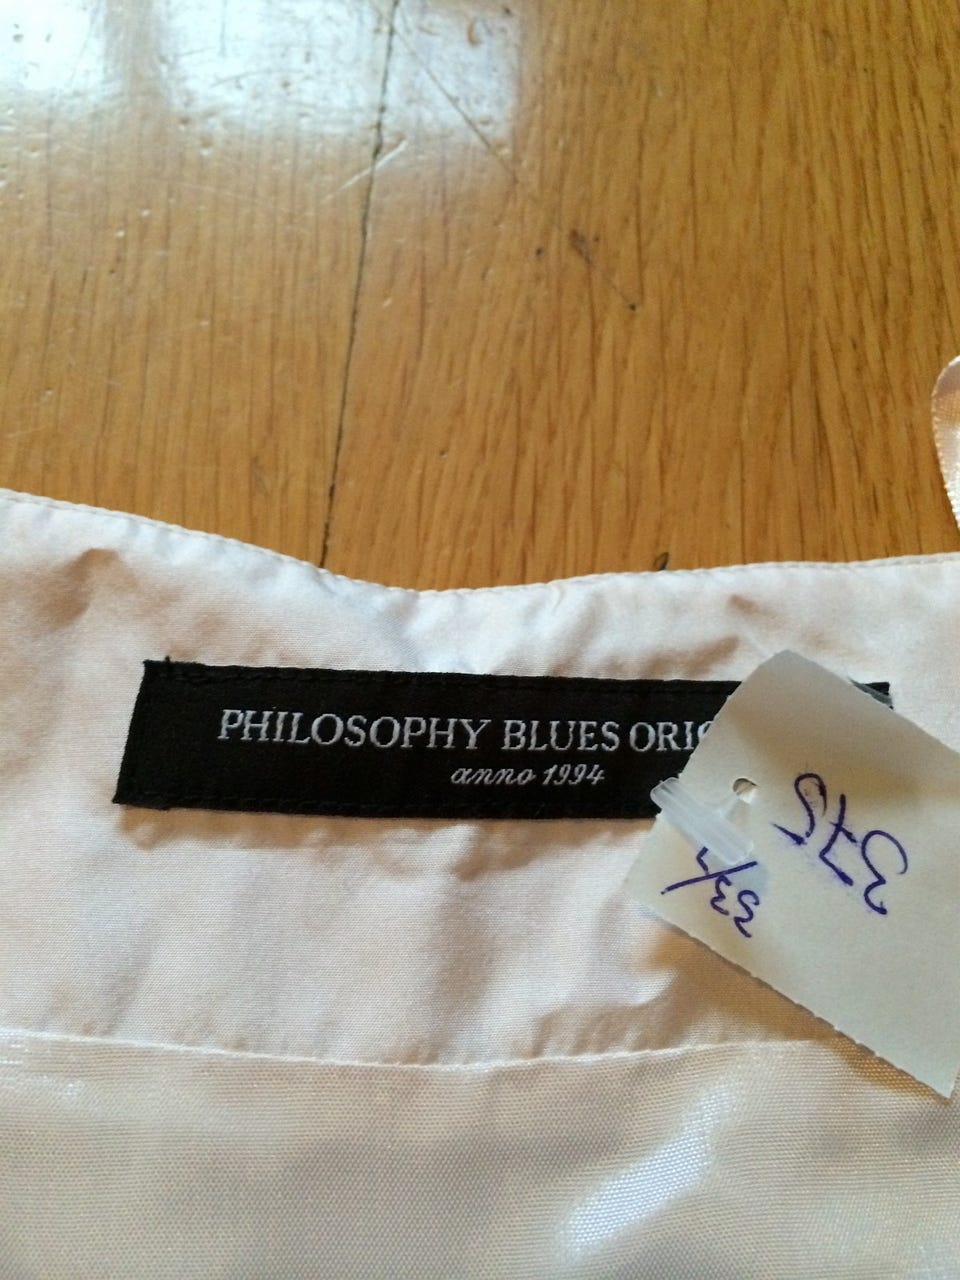 PHILOSOPHY BLUES ORIG
anno 1994
375